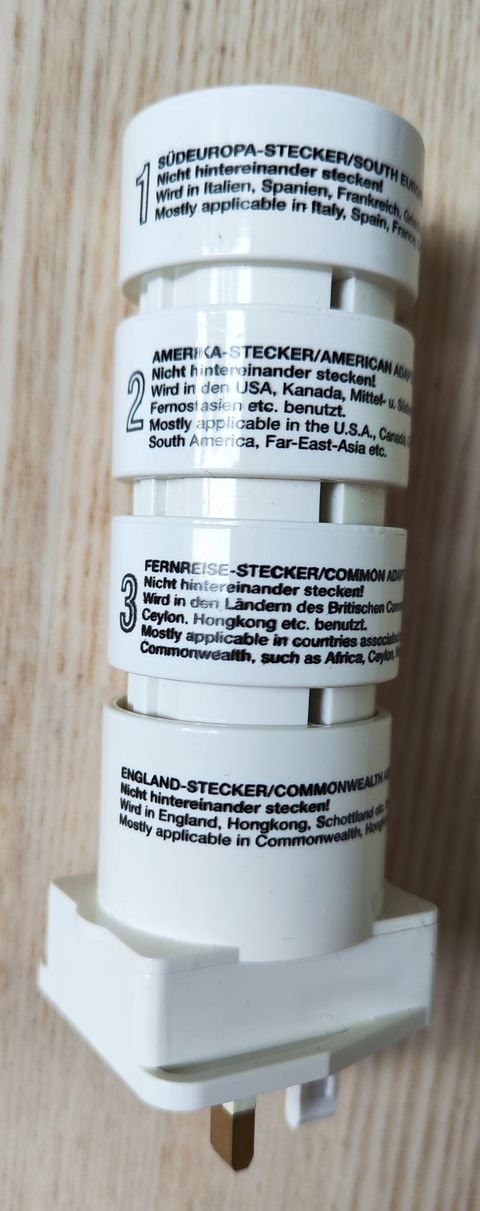 1
SÜDEUROPA-STECKER/SOUTH
Nicht hintereinander stecken!
Wird in Italien, Spanien, Frankreich,
Mostly applicable in Italy, Spain, France,
2
AMERIKA-STECKER/AMERICAN
Nicht hintereinander stecken!
Wird in den USA, Kanada, Mittel- u.
Fernostasien etc. benutzt.
Mostly applicable in the U.S.A., Canada,
South America, Far-East-Asia etc.
3
FERNREISE-STECKER/COMMON
Nicht hintereinander stecken!
Wird in den Ländern des Britischen
Ceylon. Hongkong etc. benutzt.
Mostly applicable in countries associated
Commonwealth, such as Africa, Ceylon,
ENGLAND-STECKER/COMMONWEALTH
Nicht hintereinander stecken!
Wird in England, Hongkong, Schottland etc.
Mostly applicable in Commonwealth,